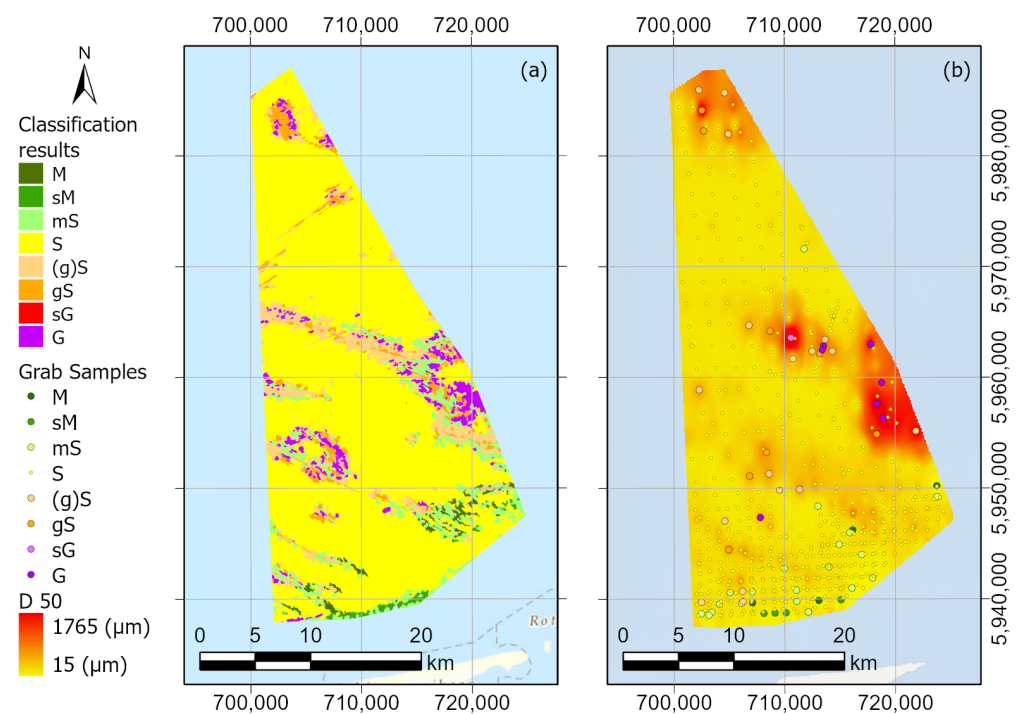 700,000 710,000 720,000
700,000 710,000 720,000
N
(a)
(b)
Classification
results
M
sM
mS
S
(g)S
gS
sG
G
Grab Samples
M
sM
mS
S
(g)S
gS
sG
G
D 50
1765 (µm)
15 (µm)
5,980,000
5,970,000
5,960,000
5,950,000
5,940,000
Rot
0 5 10 20
km
0 5 10 20
km
700,000 710,000 720,000
700,000 710,000 720,000